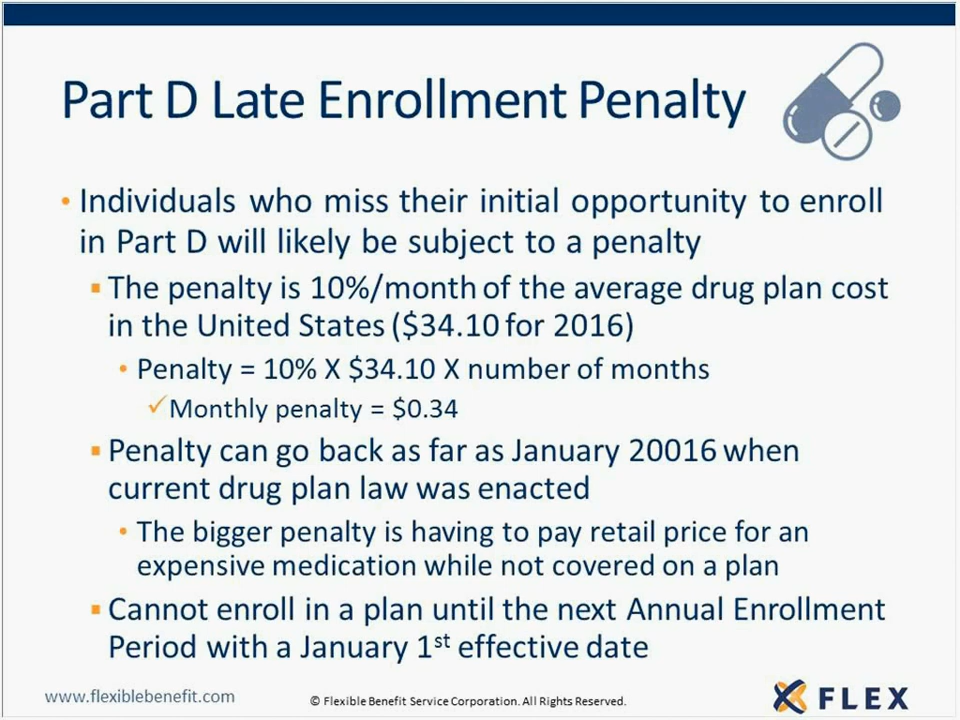 Part D Late Enrollment Penalty
• Individuals who miss their initial opportunity to enroll
in Part D will likely be subject to a penalty
▪ The penalty is 10%/month of the average drug plan cost
in the United States ($34.10 for 2016)
• Penalty = 10% X $34.10 X number of months
✓ Monthly penalty = $0.34
▪ Penalty can go back as far as January 20016 when
current drug plan law was enacted
• The bigger penalty is having to pay retail price for an
expensive medication while not covered on a plan
▪ Cannot enroll in a plan until the next Annual Enrollment
Period with a January 1st effective date
www.flexiblebenefit.com
© Flexible Benefit Service Corporation. All Rights Reserved.
FLEX